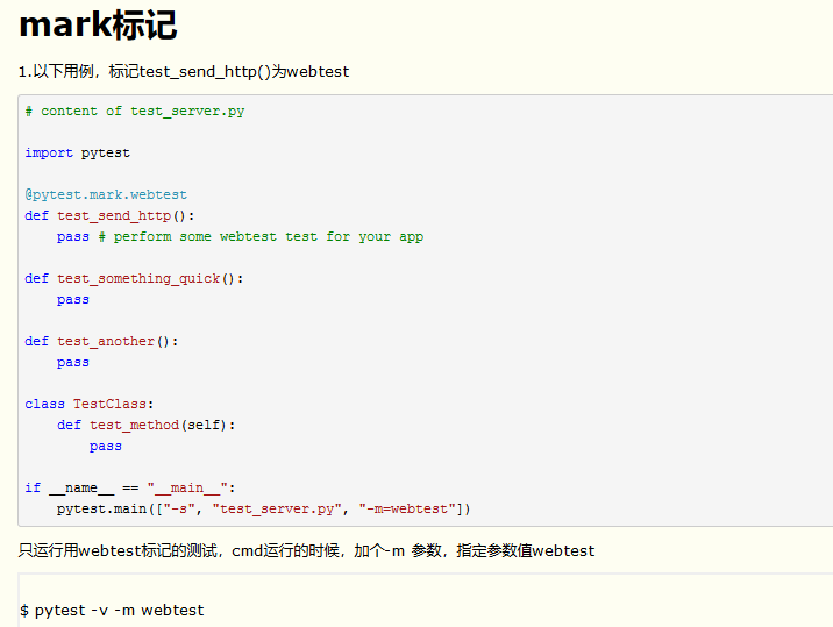 mark标记
1.以下用例，标记test_send_http()为webtest
# content of test_server.py
import pytest
@pytest.mark.webtest
def test_send_http():
    pass # perform some webtest test for your app
def test_something_quick():
    pass
def test_another():
    pass
class TestClass:
    def test_method(self):
        pass
if __name__ == "__main__":
    pytest.main(["-s", "test_server.py", "-m=webtest"])
只运行用webtest标记的测试，cmd运行的时候，加个-m 参数，指定参数值webtest
$ pytest -v -m webtest